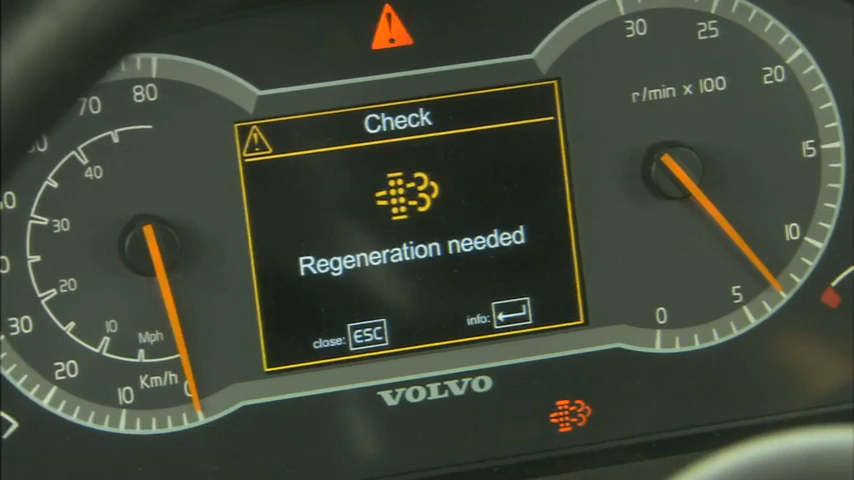 Check
Regeneration needed
close: ESC
info:
VOLVO
80
70
40
30
20
10
Mph
Km/h
0
10
20
30
0
5
10
15
20
25
30
r/min x 100